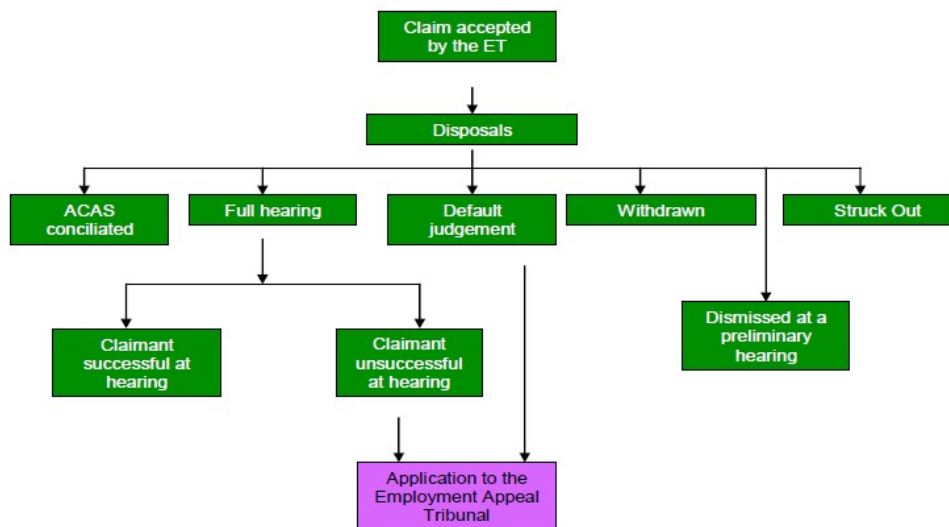 Claim accepted
by the ET
Disposals
ACAS
conciliated
Full hearing
Default
judgement
Withdrawn
Struck Out
Claimant
successful at
hearing
Claimant
unsuccessful
at hearing
Dismissed at a
preliminary
hearing
Application to the
Employment Appeal
Tribunal